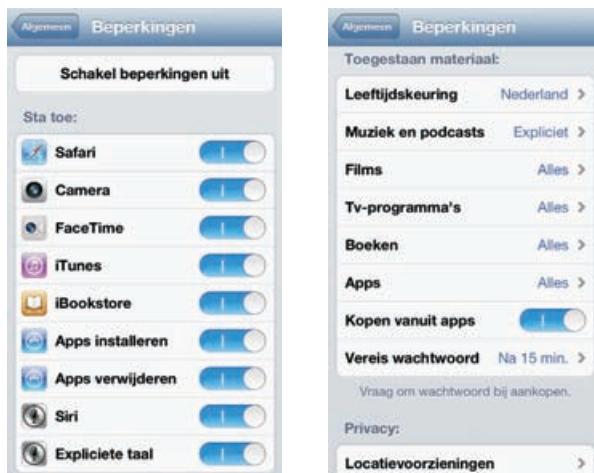 Algemeen
Beperkingen
Schakel beperkingen uit
Sta toe:
Safari
Camera
FaceTime
iTunes
iBookstore
Apps installeren
Apps verwijderen
Siri
Expliciete taal
Algemeen
Beperkingen
Toegestaan materiaal:
Leeftijdskeuring Nederland
Muziek en podcasts Expliciet
Films Alles
Tv-programma's Alles
Boeken Alles
Apps Alles
Kopen vanuit apps
Vereis wachtwoord Na 15 min.
Vraag om wachtwoord bij aankopen.
Privacy:
Locatievoorzieningen